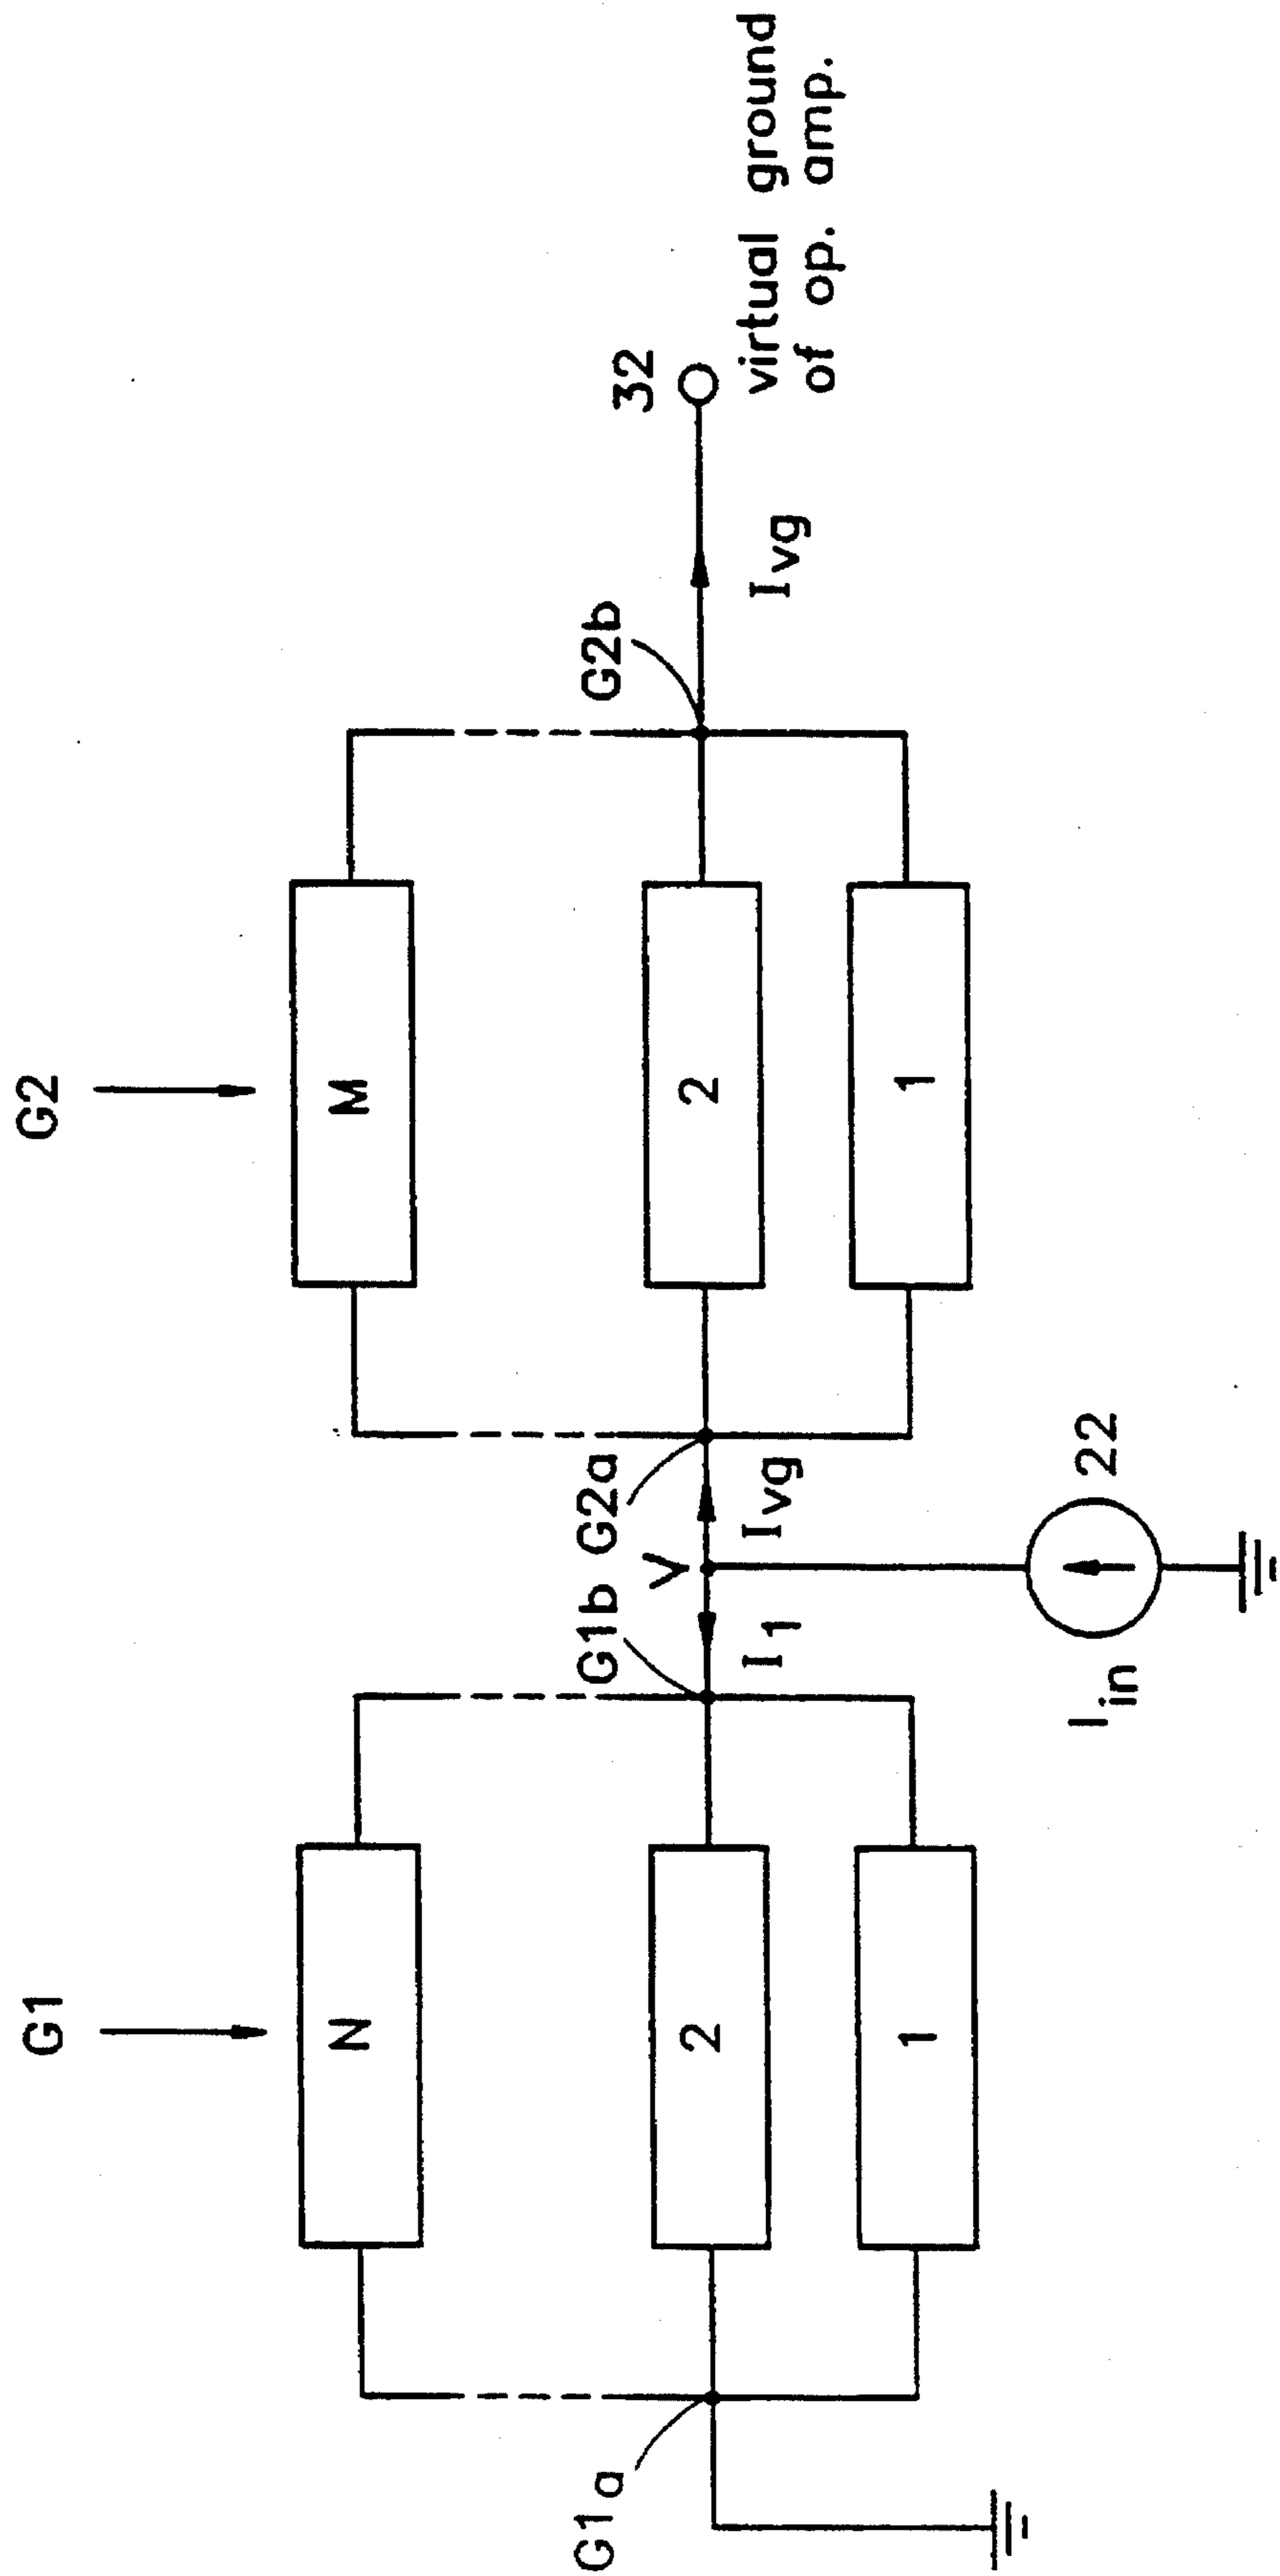 G1
G2
N
M
2
2
1
1
G1a
G1b
G2a
G2b
V
I1
Ivg
Ivg
32
virtual ground
of op. amp.
Iin
22